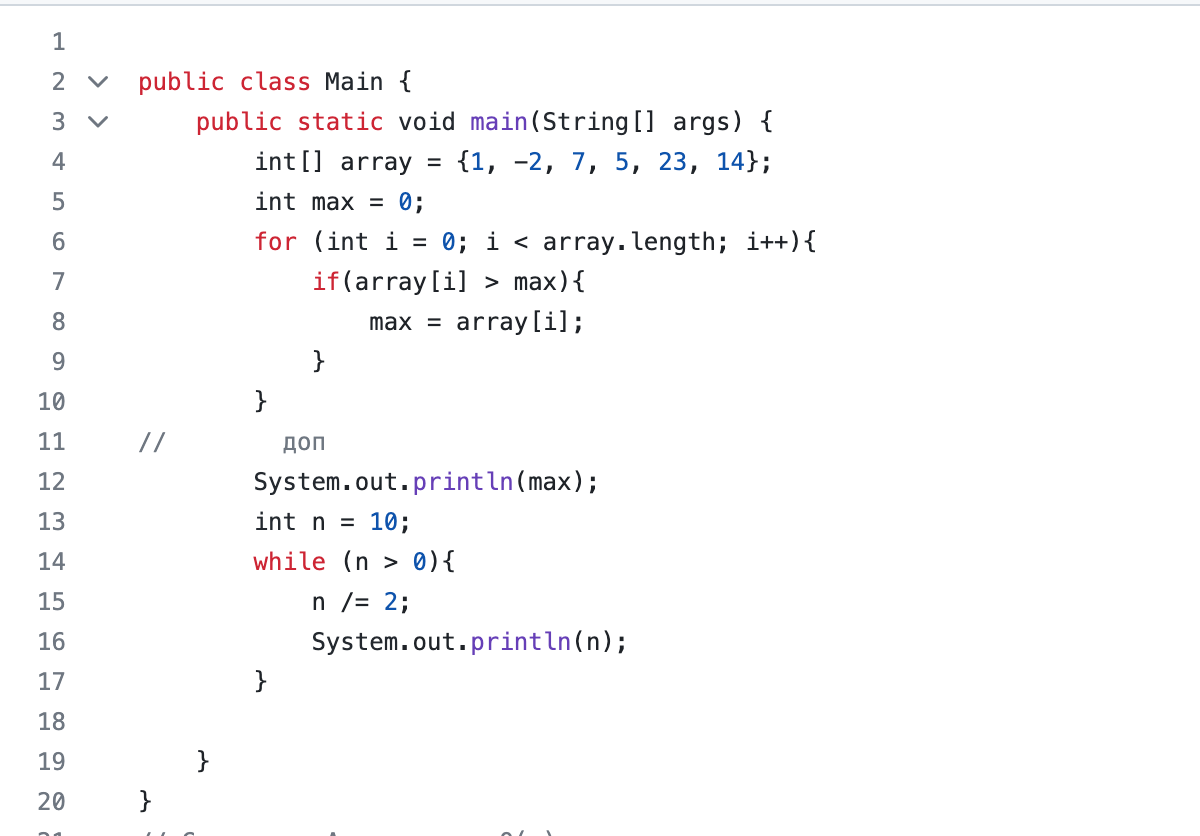 1
2 public class Main {
3 public static void main(String[] args) {
4 int[] array = {1, −2, 7, 5, 23, 14};
5 int max = 0;
6 for (int i = 0; i < array.length; i++){
7 if(array[i] > max){
8 max = array[i];
9 }
10 }
11 // доп
12 System.out.println(max);
13 int n = 10;
14 while (n > 0){
15 n /= 2;
16 System.out.println(n);
17 }
18
19 }
20 }